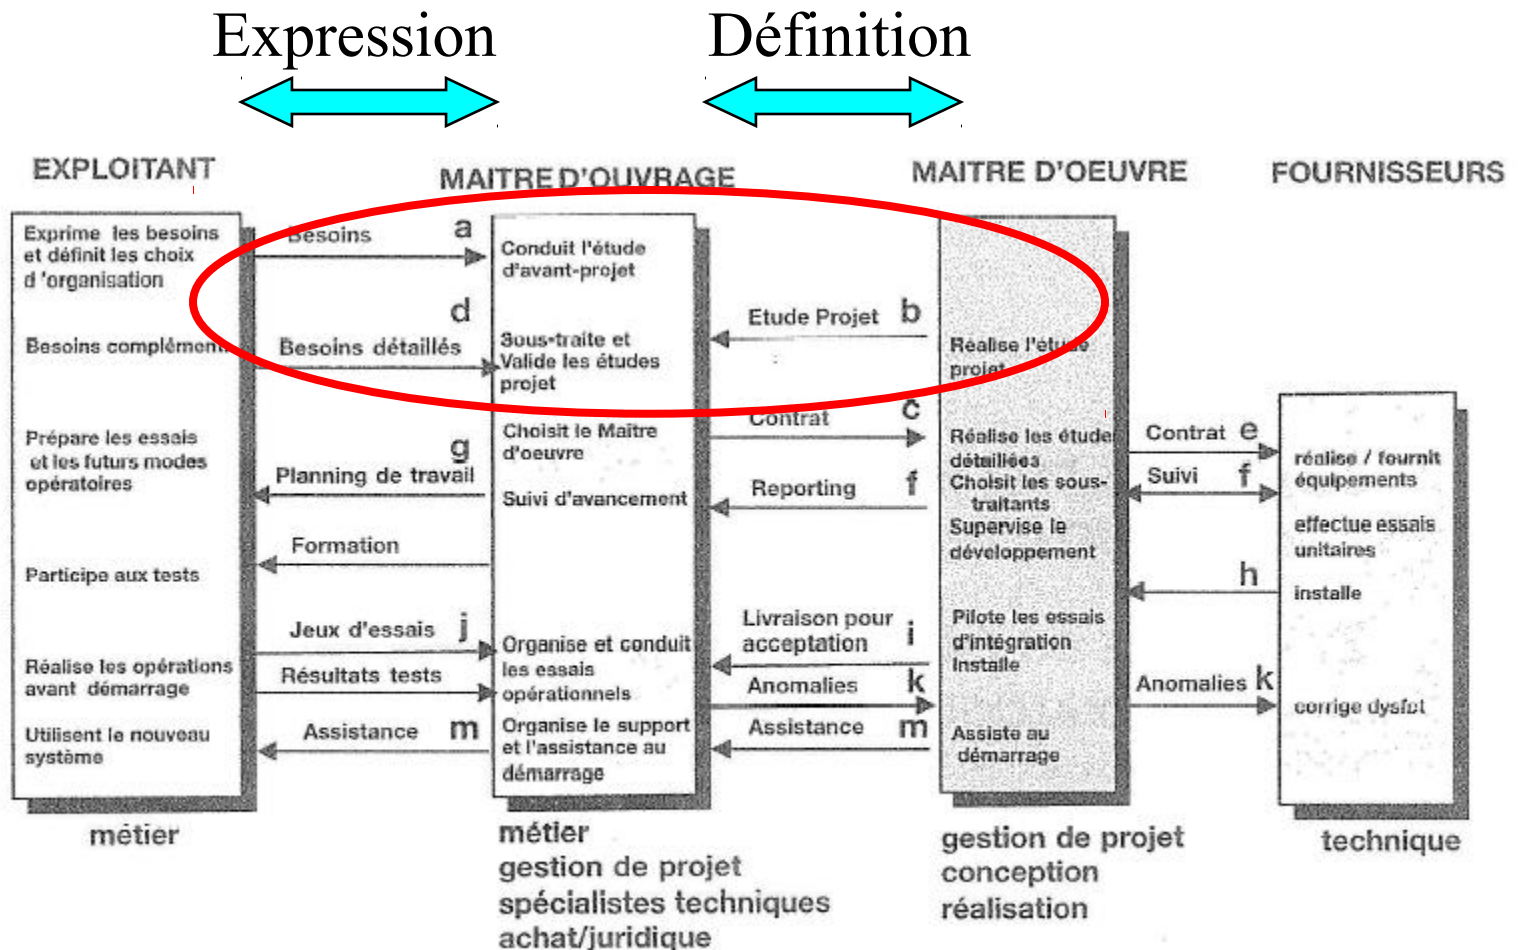 Expression
Définition
EXPLOITANT
MAITRE D'OUVRAGE
MAITRE D'OEUVRE
FOURNISSEURS
Exprime les besoins
et définit les choix
d 'organisation
Besoins complément.
Prépare les essais
et les futurs modes
opératoires
Participe aux tests
Réalise les opérations
avant démarrage
Utilisent le nouveau
système
métier
Besoins a
d
Besoins détaillés
g
Planning de travail
Formation
Jeux d'essais j
Résultats tests
Assistance m
Conduit l'étude
d'avant-projet
Sous-traite et
Valide les études
projet
Choisit le Maître
d'oeuvre
Suivi d'avancement
Organise et conduit
les essais
opérationnels
Organise le support
et l'assistance au
démarrage
métier
gestion de projet
spécialistes techniques
achat/juridique
Etude Projet b
Contrat c
Reporting f
Livraison pour
acceptation i
Anomalies k
Assistance m
Réalise l'étude
projet
Réalise les étude
détaillées
Choisit les sous-
traitants
Supervise le
développement
Pilote les essais
d'intégration
Installe
Assiste au
démarrage
gestion de projet
conception
réalisation
Contrat e
Suivi f
h
Anomalies k
réalise / fournit
équipements
effectue essais
unitaires
installe
corrige dysfct
technique